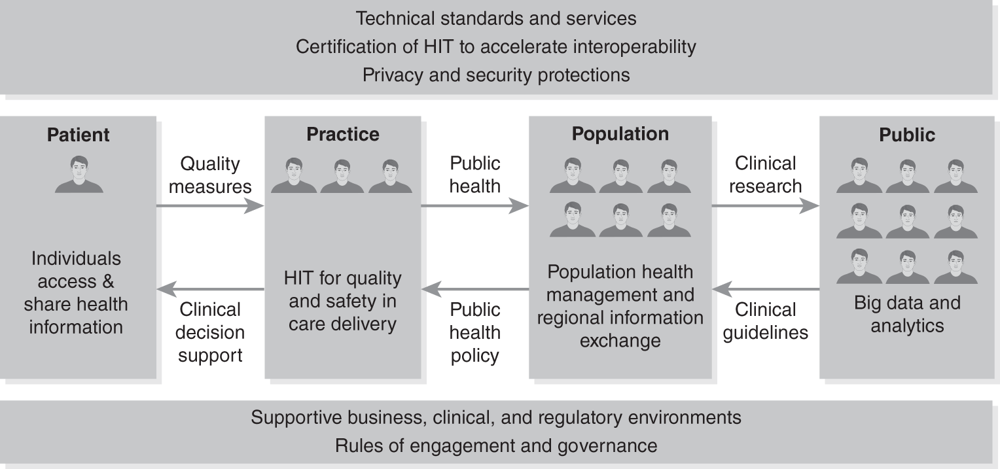 Technical standards and services
Certification of HIT to accelerate interoperability
Privacy and security protections
Patient
Individuals
access &
share health
information
Quality
measures
Clinical
decision
support
Practice
HIT for quality
and safety in
care delivery
Public
health
Public
health
policy
Population
Population health
management and
regional information
exchange
Clinical
research
Clinical
guidelines
Public
Big data and
analytics
Supportive business, clinical, and regulatory environments
Rules of engagement and governance